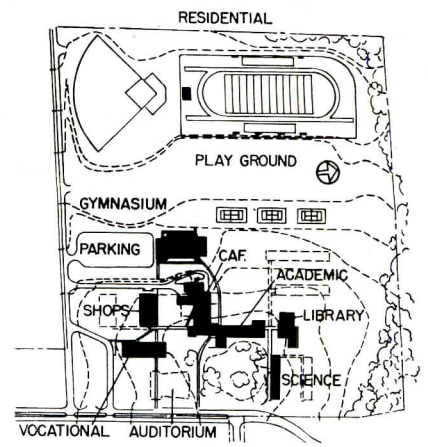 RESIDENTIAL
PLAY GROUND
GYMNASIUM
PARKING
CAF.
ACADEMIC
SHOPS
LIBRARY
SCIENCE
VOCATIONAL
AUDITORIUM